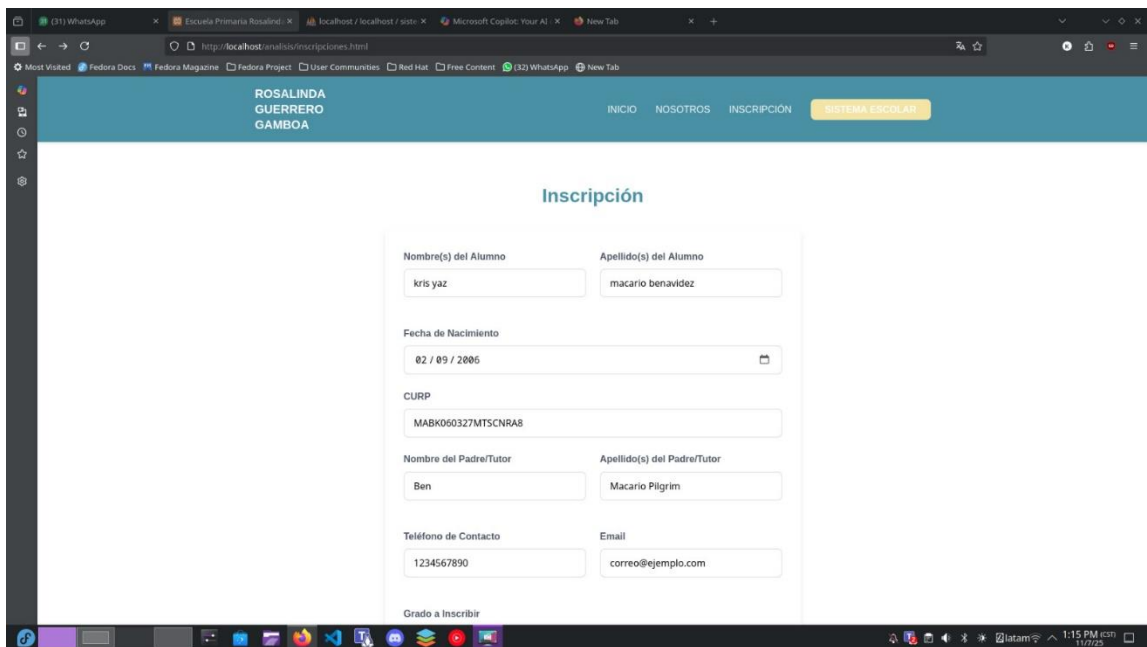 (31) WhatsApp
Escuela Primaria Rosalinda
localhost / localhost / siste
Microsoft Copilot: Your AI
New Tab
http://localhost/analisis/inscripciones.html
Most Visited Fedora Docs Fedora Magazine Fedora Project User Communities Red Hat Free Content (32) WhatsApp New Tab
ROSALINDA
GUERRERO
GAMBOA
INICIO NOSOTROS INSCRIPCIÓN SISTEMA ESCOLAR
Inscripción
Nombre(s) del Alumno Apellido(s) del Alumno
kris yaz macario benavidez
Fecha de Nacimiento
02 / 09 / 2006
CURP
MABK060327MTSCNRA8
Nombre del Padre/Tutor Apellido(s) del Padre/Tutor
Ben Macario Pilgrim
Teléfono de Contacto Email
1234567890 correo@ejemplo.com
Grado a Inscribir
latam 1:15 PM (CST)
11/7/25